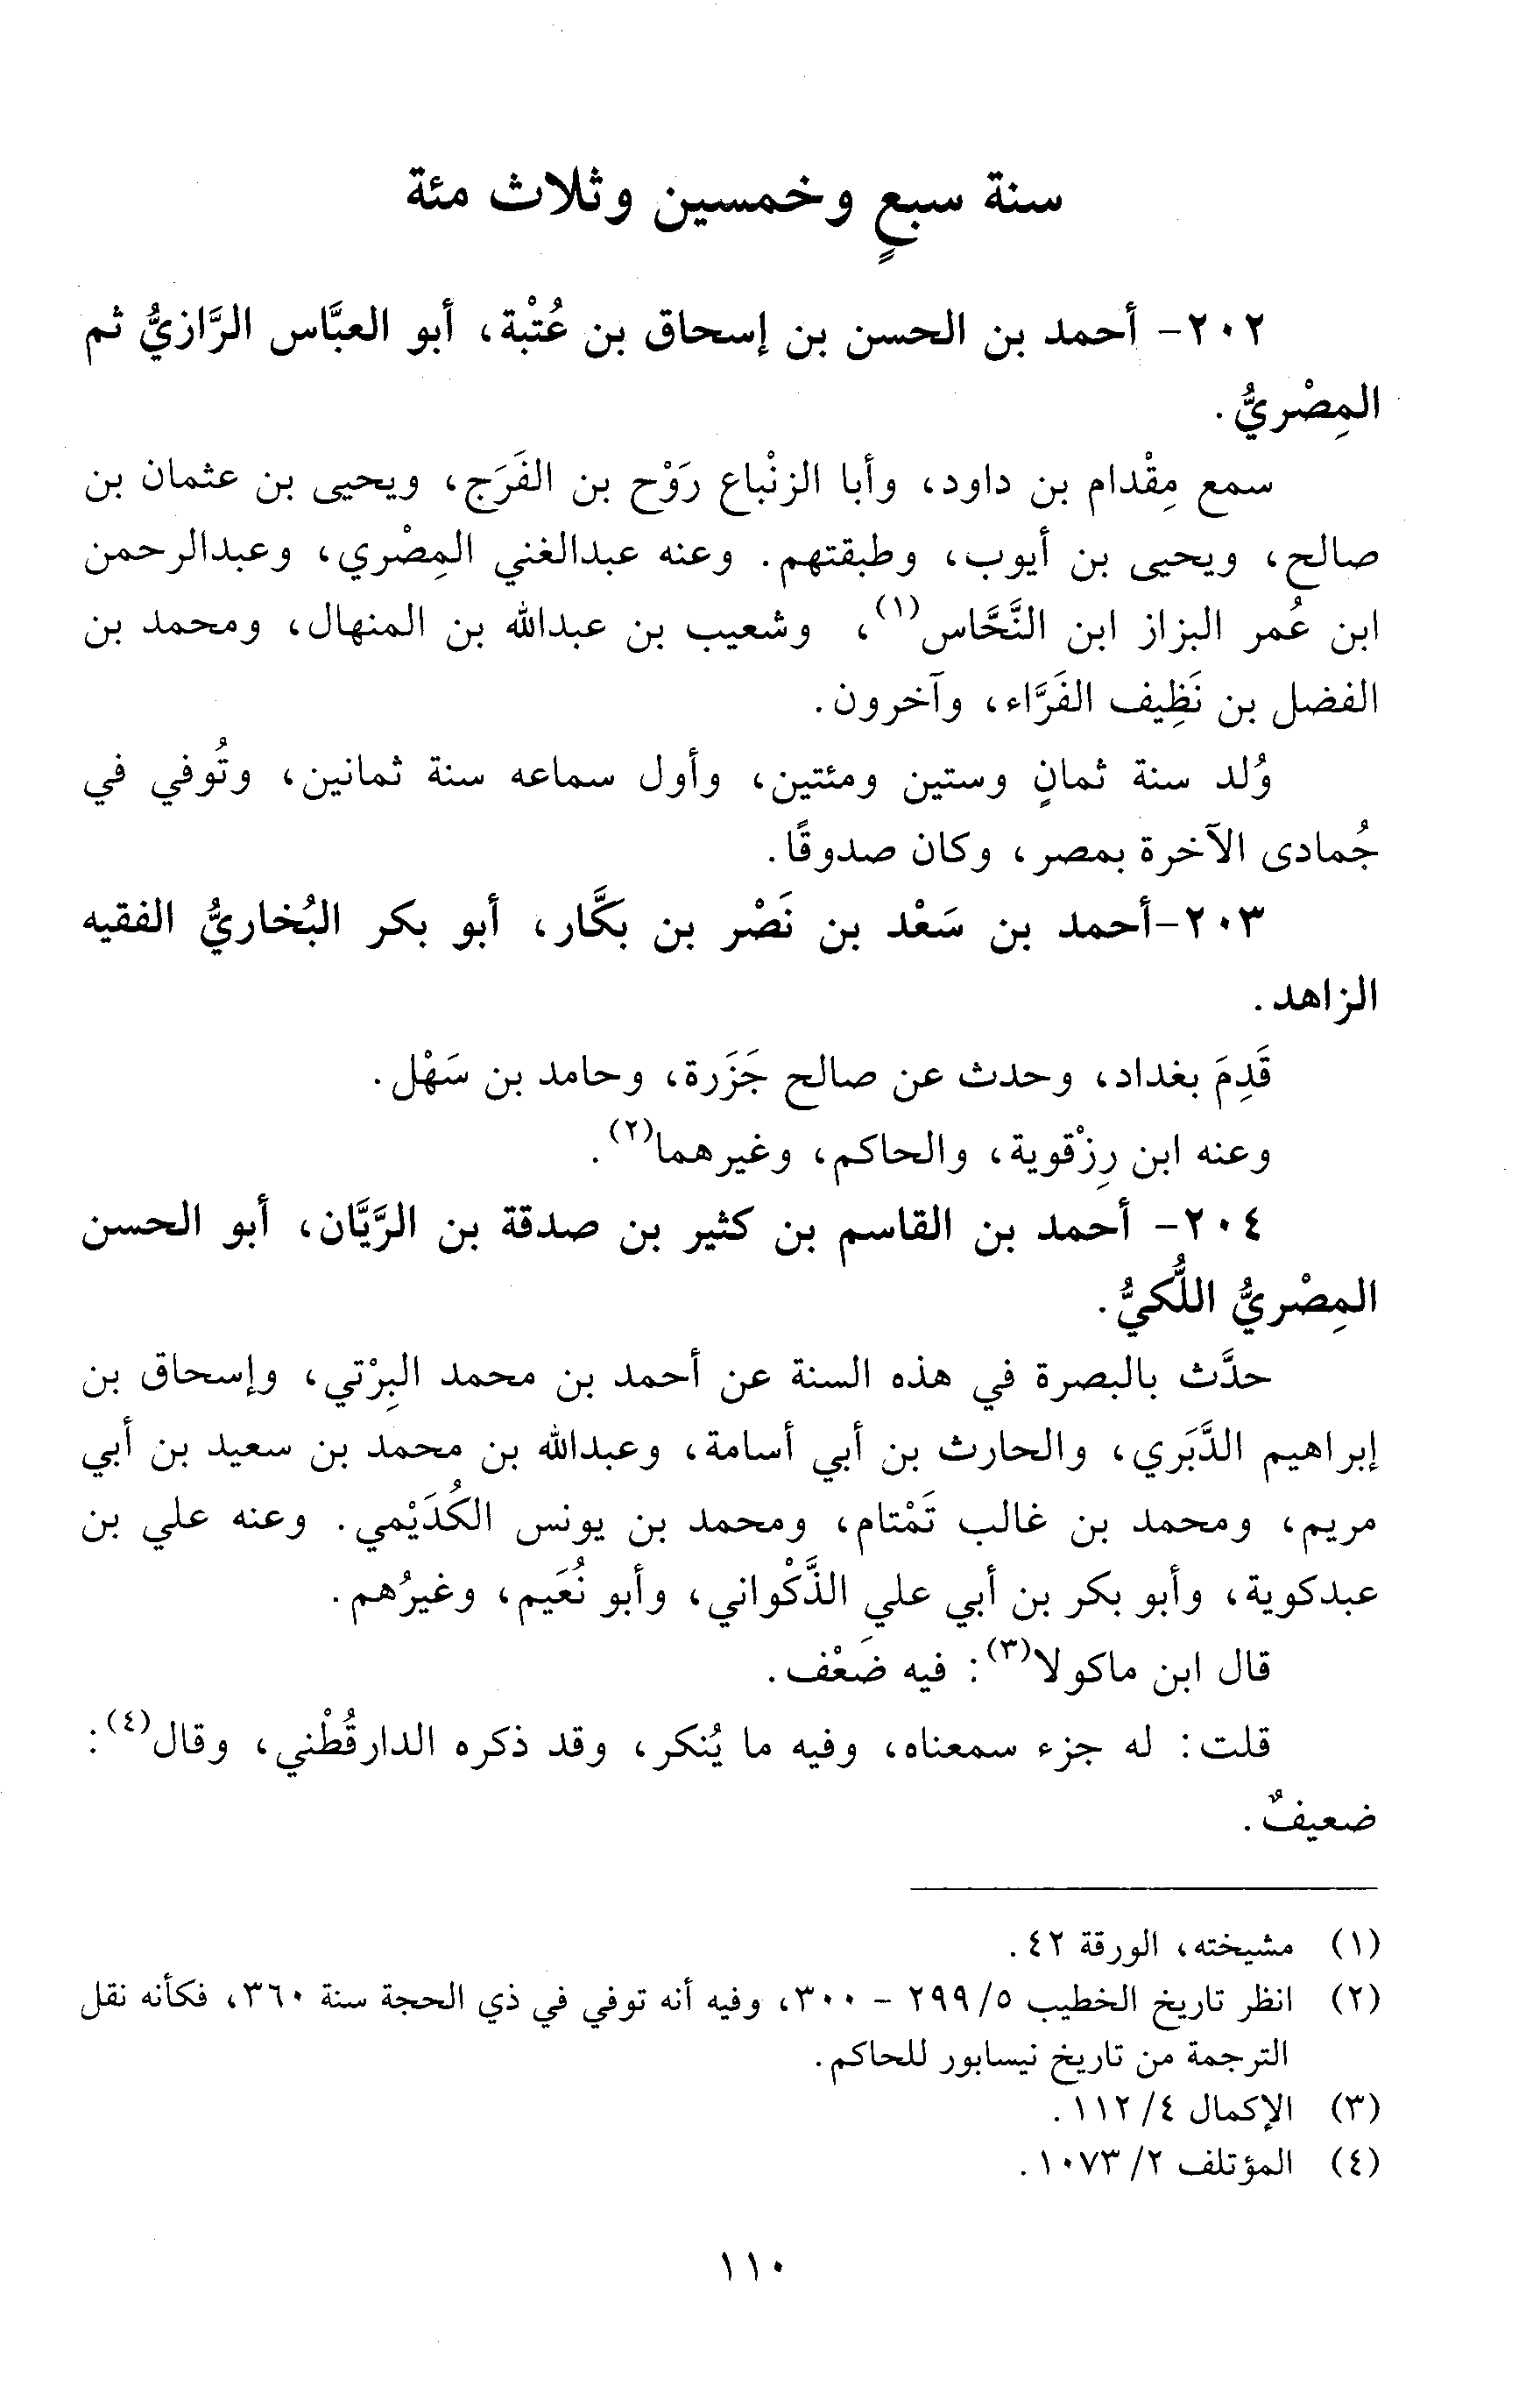 سنة سبعٍ وخمسين وثلاث مئة
٢٠٢- أحمد بن الحسن بن إسحاق بن عُتْبة، أبو العبَّاس الرَّازيُّ ثم
المِصْريُّ.
سمع مِقْدام بن داود، وأبا الزنْباع رَوْح بن الفَرَج، ويحيى بن عثمان بن
صالح، ويحيى بن أيوب، وطبقتهم. وعنه عبدالغني المِصْري، وعبدالرحمن
ابن عُمر البزاز ابن النَّحَّاس(١)، وشعيب بن عبدالله بن المنهال، ومحمد بن
الفضل بن نَظِيف الفَرَّاء، وآخرون.
وُلد سنة ثمانٍ وستين ومئتين، وأول سماعه سنة ثمانين، وتُوفي في
جُمادى الآخرة بمصر، وكان صدوقًا.
٢٠٣-أحمد بن سَعْد بن نَصْر بن بكَّار، أبو بكر البُخاريُّ الفقيه
الزاهد.
قَدِمَ بغداد، وحدث عن صالح جَزَرة، وحامد بن سَهْل.
وعنه ابن رِزْقوية، والحاكم، وغيرهما(٢).
٢٠٤- أحمد بن القاسم بن كثير بن صدقة بن الرَّيَّان، أبو الحسن
المِصْريُّ اللُّكيُّ.
حدَّث بالبصرة في هذه السنة عن أحمد بن محمد البِرْتي، وإسحاق بن
إبراهيم الدَّبَري، والحارث بن أبي أسامة، وعبدالله بن محمد بن سعيد بن أبي
مريم، ومحمد بن غالب تَمْتام، ومحمد بن يونس الكُدَيْمي. وعنه علي بن
عبدكوية، وأبو بكر بن أبي علي الذَّكْواني، وأبو نُعَيم، وغيرُهم.
قال ابن ماكولا(٣): فيه ضَعْف.
قلت: له جزء سمعناه، وفيه ما يُنكر، وقد ذكره الدارقُطْني، وقال(٤):
ضعيفٌ.
(١) مشيخته، الورقة ٤٢.
(٢) انظر تاريخ الخطيب ٥/ ٢٩٩ - ٣٠٠، وفيه أنه توفي في ذي الحجة سنة ٣٦٠، فكأنه نقل
الترجمة من تاريخ نيسابور للحاكم.
(٣) الإكمال ٤/ ١١٢.
(٤) المؤتلف ٢/ ١٠٧٣.
١١٠